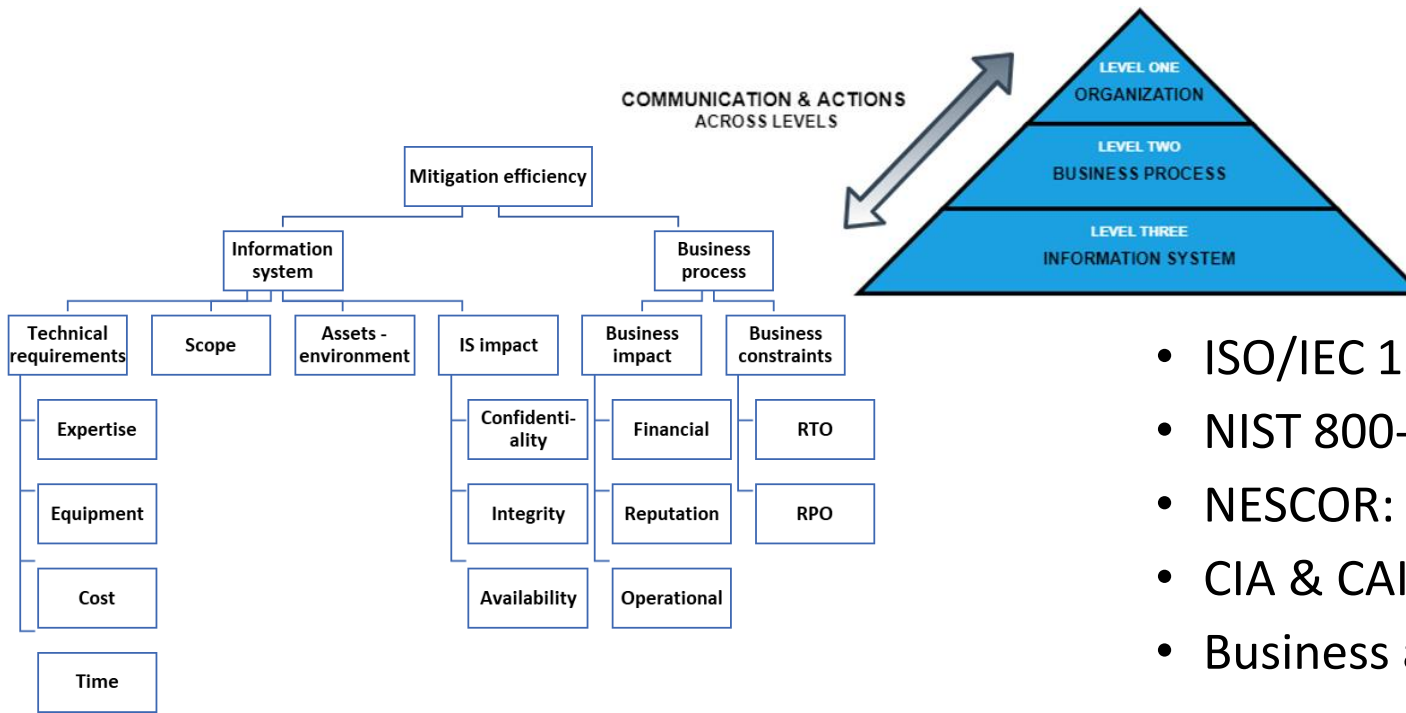 COMMUNICATION & ACTIONS
ACROSS LEVELS
LEVEL ONE
ORGANIZATION
LEVEL TWO
BUSINESS PROCESS
LEVEL THREE
INFORMATION SYSTEM
Mitigation efficiency
Information
system
Business
process
Technical
requirements
Scope
Assets -
environment
IS impact
Business
impact
Business
constraints
Expertise
Equipment
Cost
Time
Confidenti-
ality
Integrity
Availability
Financial
Reputation
Operational
RTO
RPO
• ISO/IEC 1
• NIST 800-
• NESCOR:
• CIA & CAI
• Business